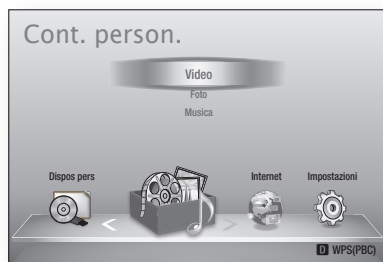 Cont. person.
Video
Foto
Musica
Dispos pers
Internet
Impostazioni
D WPS(PBC)